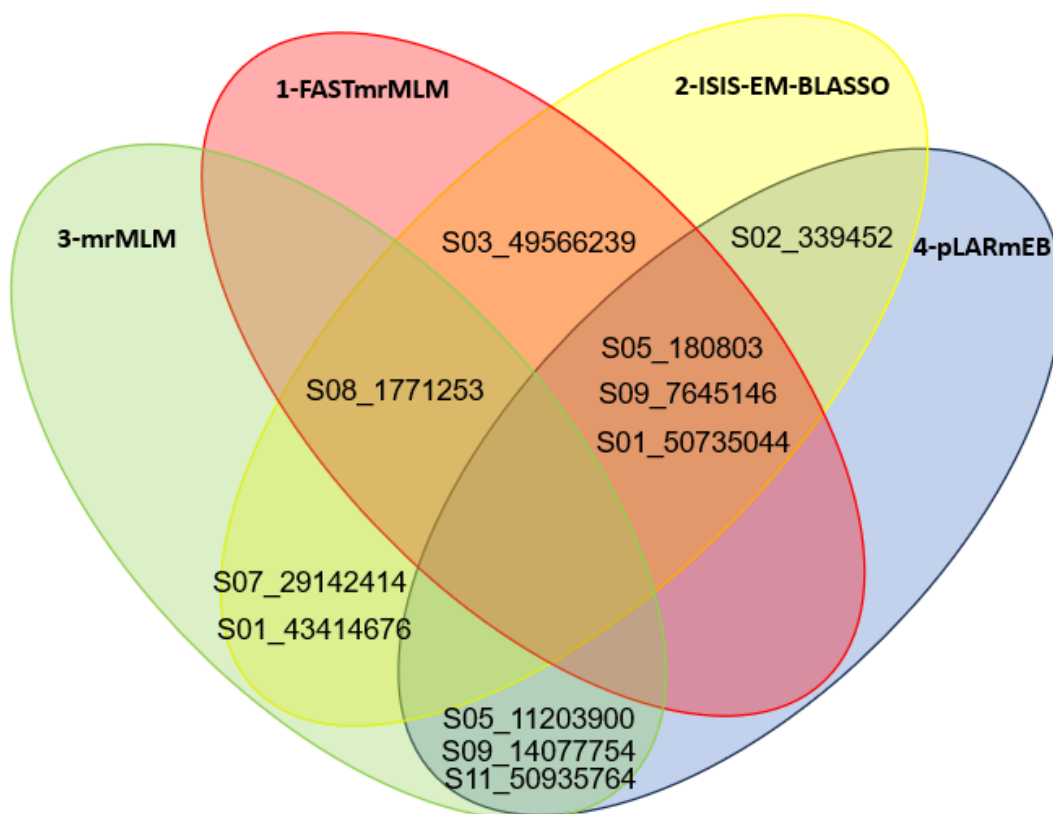 1-FASTmrMLM
2-ISIS-EM-BLASSO
3-mrMLM
4-pLARmEB
S03_49566239
S02_339452
S05_180803
S09_7645146
S01_50735044
S08_1771253
S07_29142414
S01_43414676
S05_11203900
S09_14077754
S11_50935764